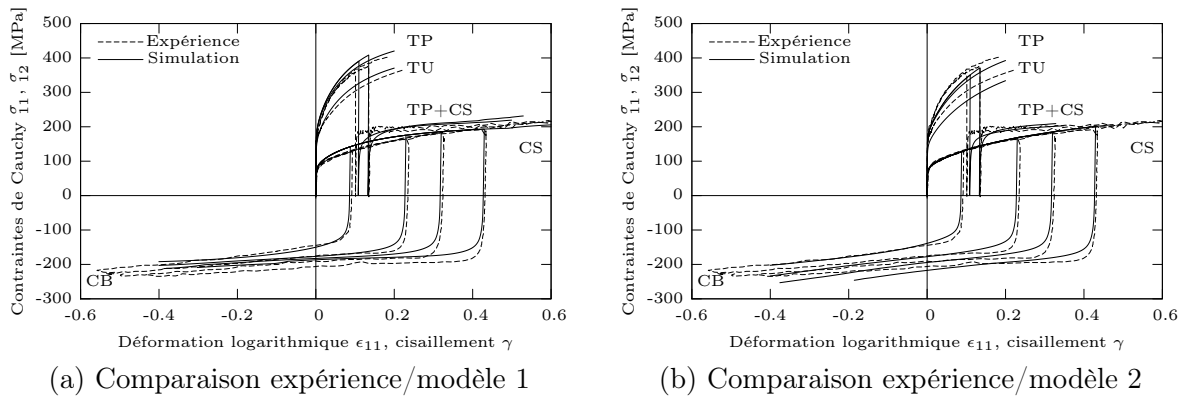 Contraintes de Cauchy σ11, σ12 [MPa]
500
400
300
200
100
0
-100
-200
-300
Expérience
Simulation
TP
TU
TP+CS
CS
CB
-0.6
-0.4
-0.2
0
0.2
0.4
0.6
Déformation logarithmique ϵ11, cisaillement γ
(a) Comparaison expérience/modèle 1
Contraintes de Cauchy σ11, σ12 [MPa]
500
400
300
200
100
0
-100
-200
-300
Expérience
Simulation
TP
TU
TP+CS
CS
CB
-0.6
-0.4
-0.2
0
0.2
0.4
0.6
Déformation logarithmique ϵ11, cisaillement γ
(b) Comparaison expérience/modèle 2